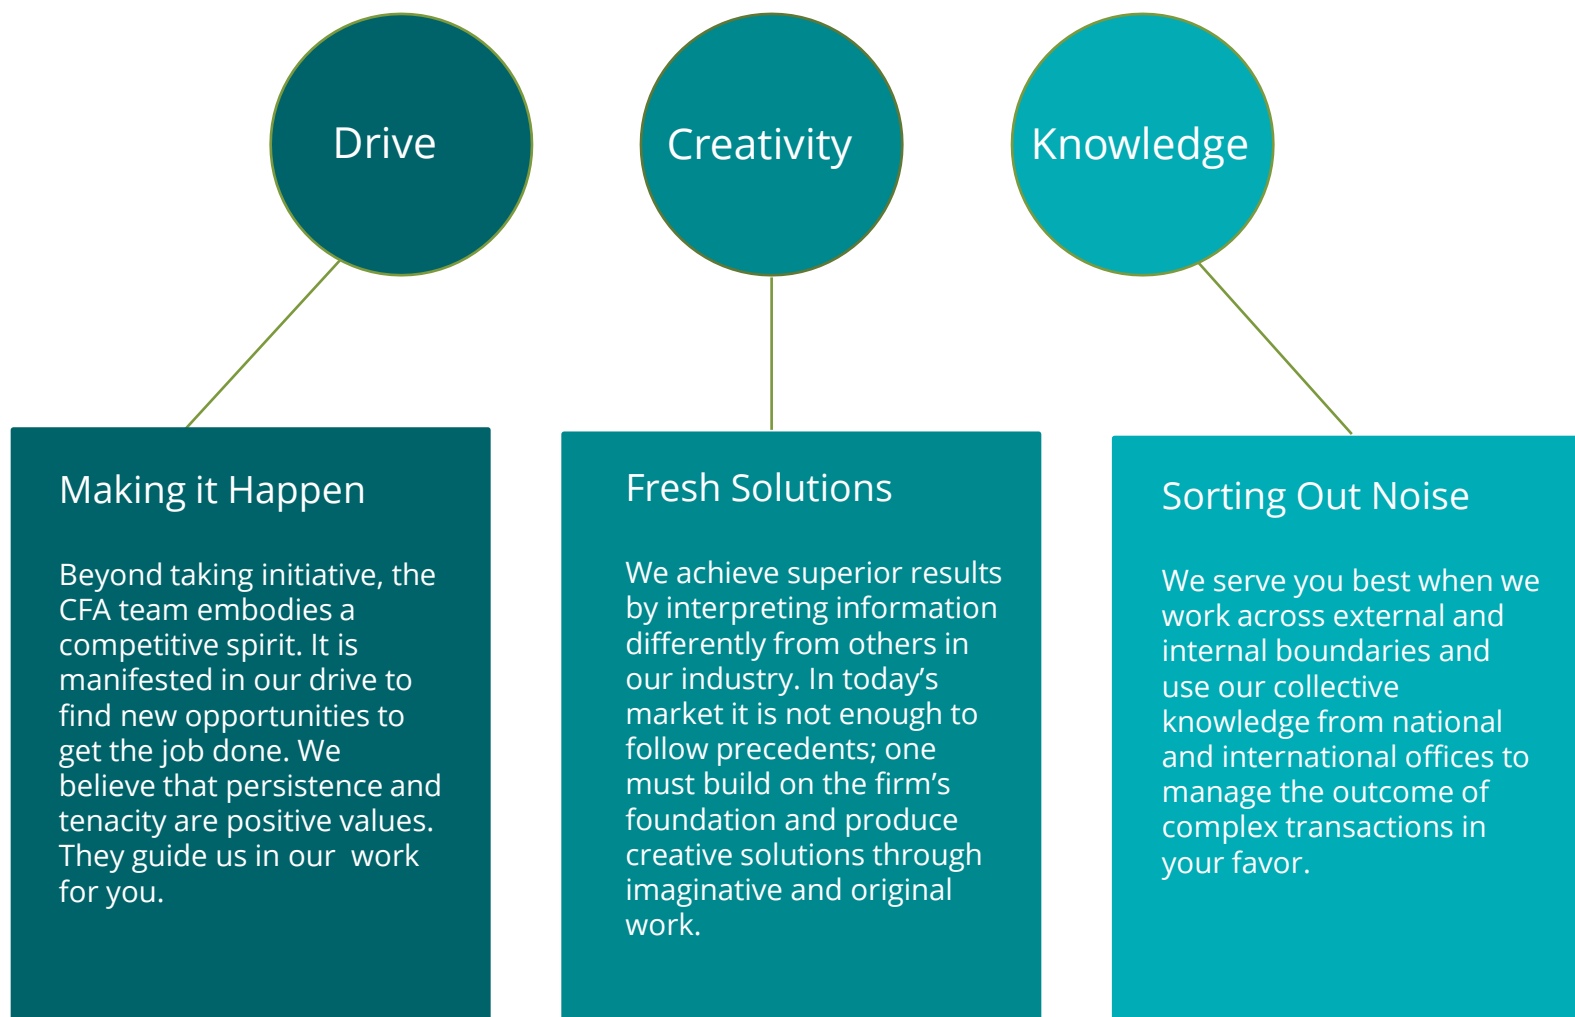 Drive
Creativity
Knowledge
Making it Happen
Beyond taking initiative, the
CFA team embodies a
competitive spirit. It is
manifested in our drive to
find new opportunities to
get the job done. We
believe that persistence and
tenacity are positive values.
They guide us in our  work
for you.
Fresh Solutions
We achieve superior results
by interpreting information
differently from others in
our industry. In today’s
market it is not enough to
follow precedents; one
must build on the firm’s
foundation and produce
creative solutions through
imaginative and original
work.
Sorting Out Noise
We serve you best when we
work across external and
internal boundaries and
use our collective
knowledge from national
and international offices to
manage the outcome of
complex transactions in
your favor.